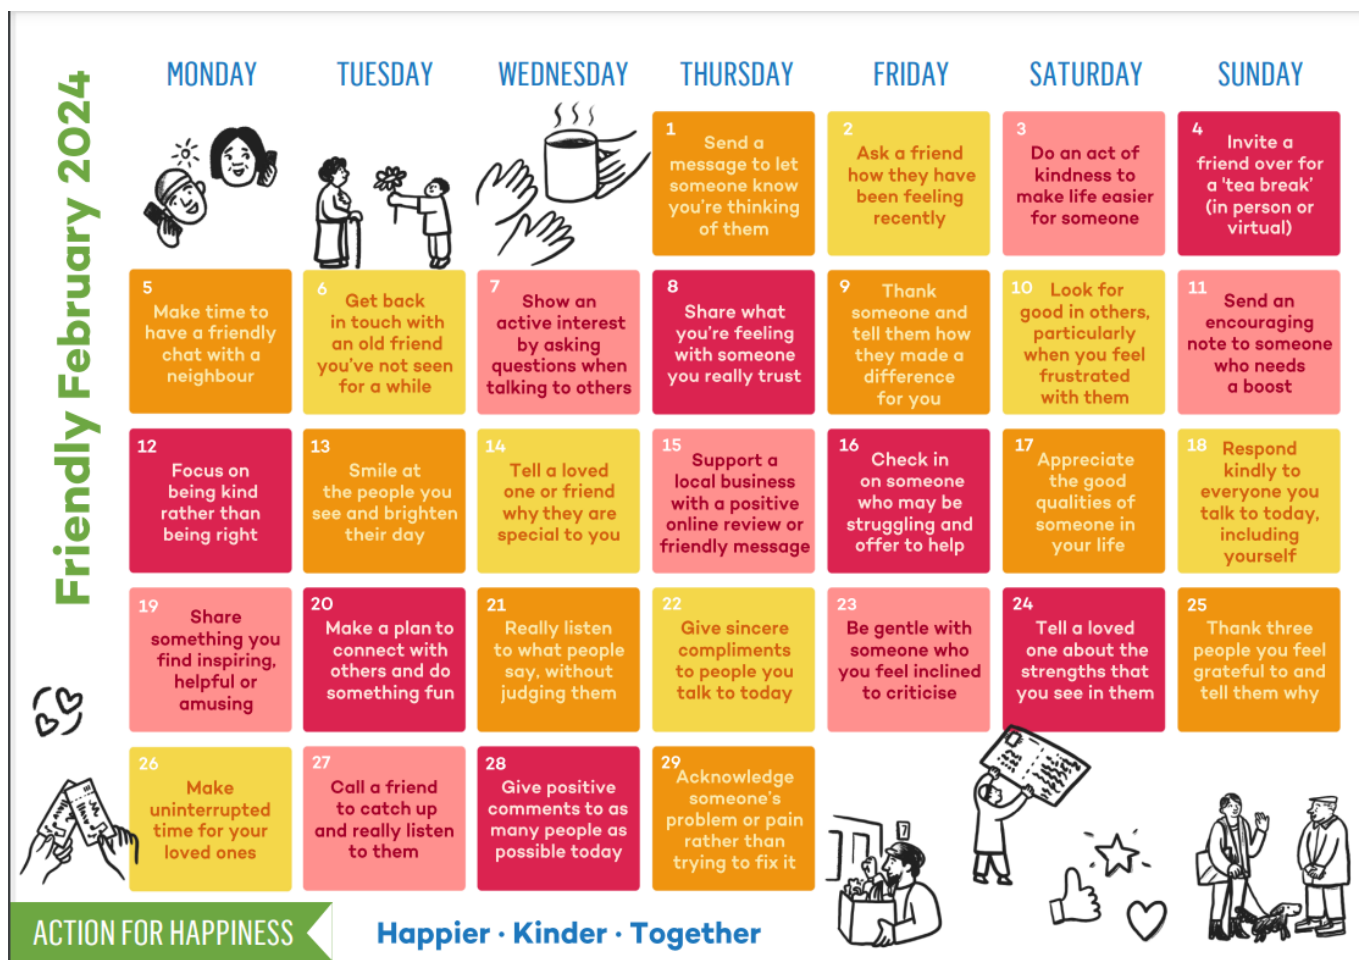 Friendly February 2024
MONDAY
TUESDAY
WEDNESDAY
THURSDAY
FRIDAY
SATURDAY
SUNDAY
1
Send a
message to let
someone know
you're thinking
of them
2
Ask a friend
how they have
been feeling
recently
3
Do an act of
kindness to
make life easier
for someone
4
Invite a
friend over for
a 'tea break'
(in person or
virtual)
5
Make time to
have a friendly
chat with a
neighbour
6
Get back
in touch with
an old friend
you've not seen
for a while
7
Show an
active interest
by asking
questions when
talking to others
8
Share what
you're feeling
with someone
you really trust
9
Thank
someone and
tell them how
they made a
difference
for you
10
Look for
good in others,
particularly
when you feel
frustrated
with them
11
Send an
encouraging
note to someone
who needs
a boost
12
Focus on
being kind
rather than
being right
13
Smile at
the people you
see and brighten
their day
14
Tell a loved
one or friend
why they are
special to you
15
Support a
local business
with a positive
online review or
friendly message
16
Check in
on someone
who may be
struggling and
offer to help
17
Appreciate
the good
qualities of
someone in
your life
18
Respond
kindly to
everyone you
talk to today,
including
yourself
19
Share
something you
find inspiring,
helpful or
amusing
20
Make a plan to
connect with
others and do
something fun
21
Really listen
to what people
say, without
judging them
22
Give sincere
compliments
to people you
talk to today
23
Be gentle with
someone who
you feel inclined
to criticise
24
Tell a loved
one about the
strengths that
you see in them
25
Thank three
people you feel
grateful to and
tell them why
26
Make
uninterrupted
time for your
loved ones
27
Call a friend
to catch up
and really listen
to them
28
Give positive
comments to as
many people as
possible today
29
Acknowledge
someone's
problem or pain
rather than
trying to fix it
7
ACTION FOR HAPPINESS
Happier · Kinder · Together